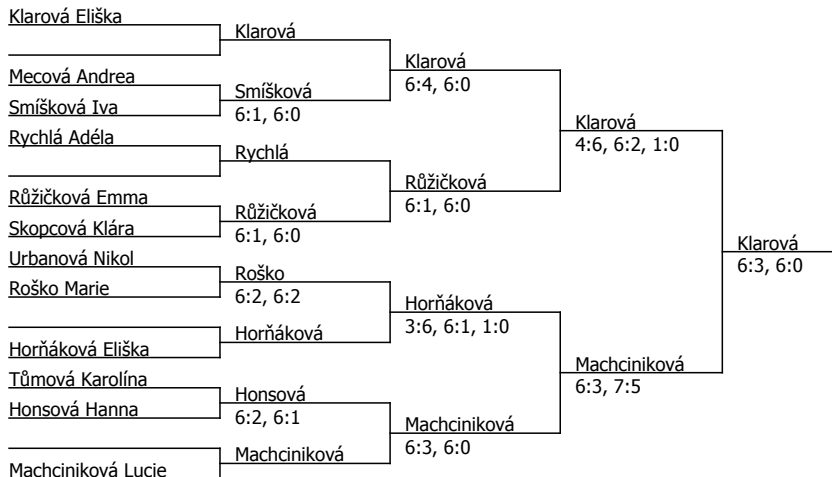 Klarová Eliška
Mecová Andrea
Smíšková Iva
Rychlá Adéla
Růžičková Emma
Skopcová Klára
Urbanová Nikol
Roško Marie
Horňáková Eliška
Tůmová Karolína
Honsová Hanna
Machciniková Lucie
Klarová
Smíšková
6:1, 6:0
Rychlá
Růžičková
6:1, 6:0
Roško
6:2, 6:2
Horňáková
Honsová
6:2, 6:1
Machciniková
Klarová
6:4, 6:0
Růžičková
6:1, 6:0
Horňáková
3:6, 6:1, 1:0
Machciniková
6:3, 6:0
Klarová
4:6, 6:2, 1:0
Machciniková
6:3, 7:5
Klarová
6:3, 6:0